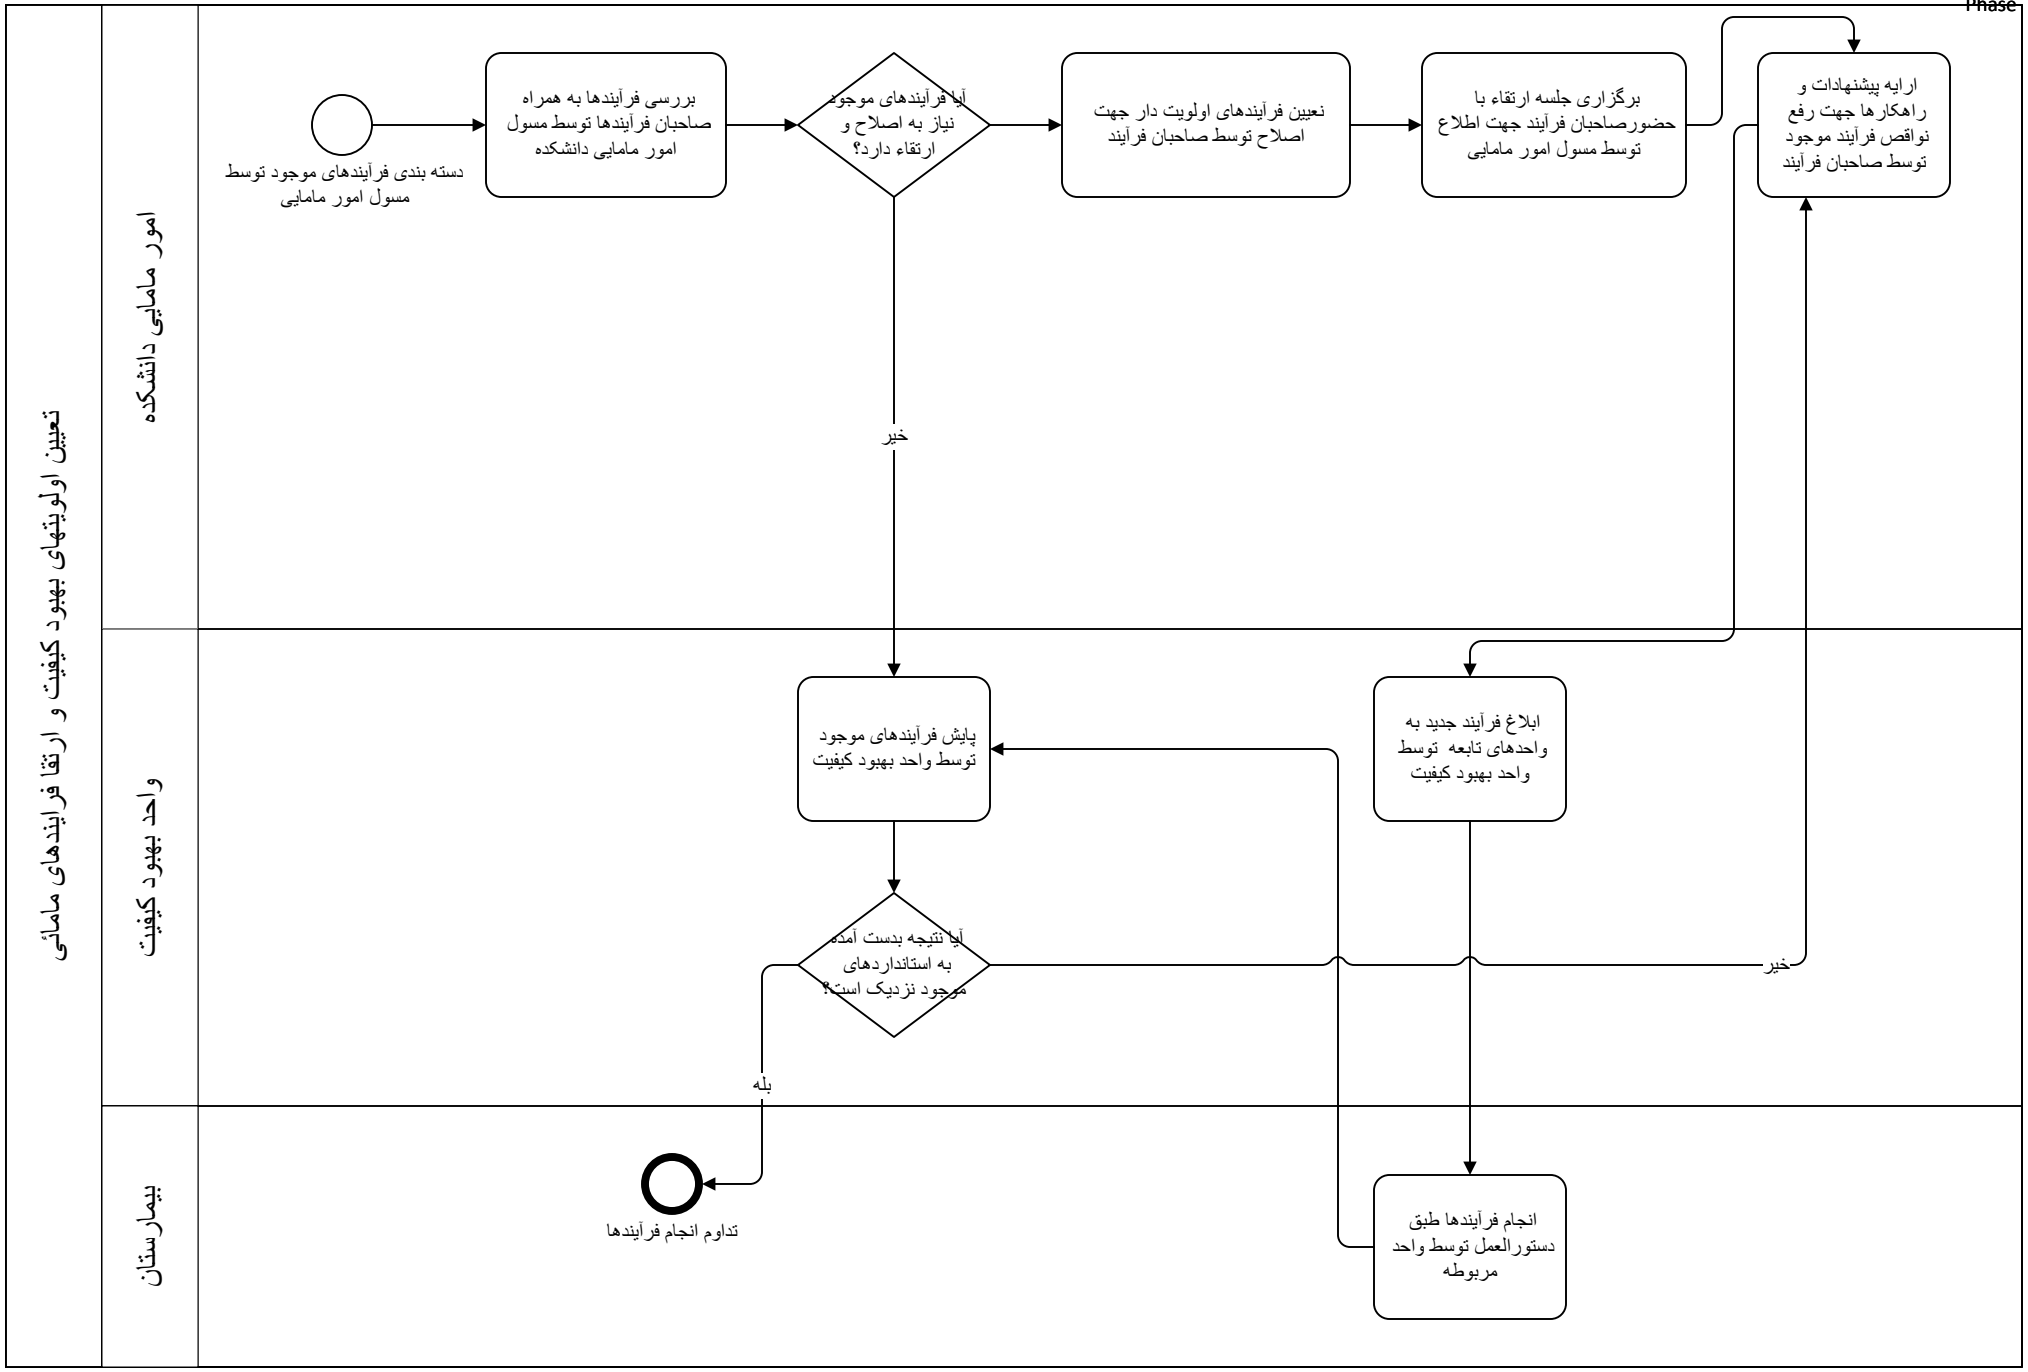 Phase
تعیین اولویتهای بهبود کیفیت و ارتقا فرایندهای مامائی
امور مامایی دانشکده
دسته بندی فرآیندهای موجود توسط
مسول امور مامایی
بررسی فرآیندها به همراه
صاحبان فرآیندها توسط مسول
امور مامایی دانشکده
آیا فرآیندهای موجود
نیاز به اصلاح و
ارتقاء دارد؟
تعیین فرآیندهای اولویت دار جهت
اصلاح توسط صاحبان فرآیند
برگزاری جلسه ارتقاء با
حضورصاحبان فرآیند جهت اطلاع
توسط مسول امور مامایی
ارایه پیشنهادات و
راهکارها جهت رفع
نواقص فرآیند موجود
توسط صاحبان فرآیند
خیر
واحد بهبود کیفیت
پایش فرآیندهای موجود
توسط واحد بهبود کیفیت
ابلاغ فرآیند جدید به
واحدهای تابعه توسط
واحد بهبود کیفیت
آیا نتیجه بدست آمده
به استانداردهای
موجود نزدیک است؟
خیر
بله
بیمارستان
تداوم انجام فرآیندها
انجام فرآیندها طبق
دستورالعمل توسط واحد
مربوطه